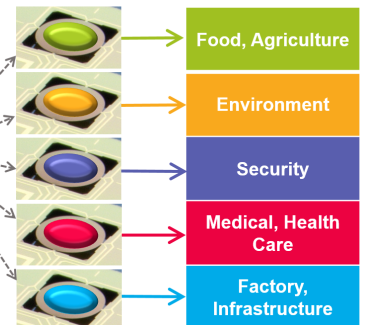 Food, Agriculture
Environment
Security
Medical, Health
Care
Factory,
Infrastructure